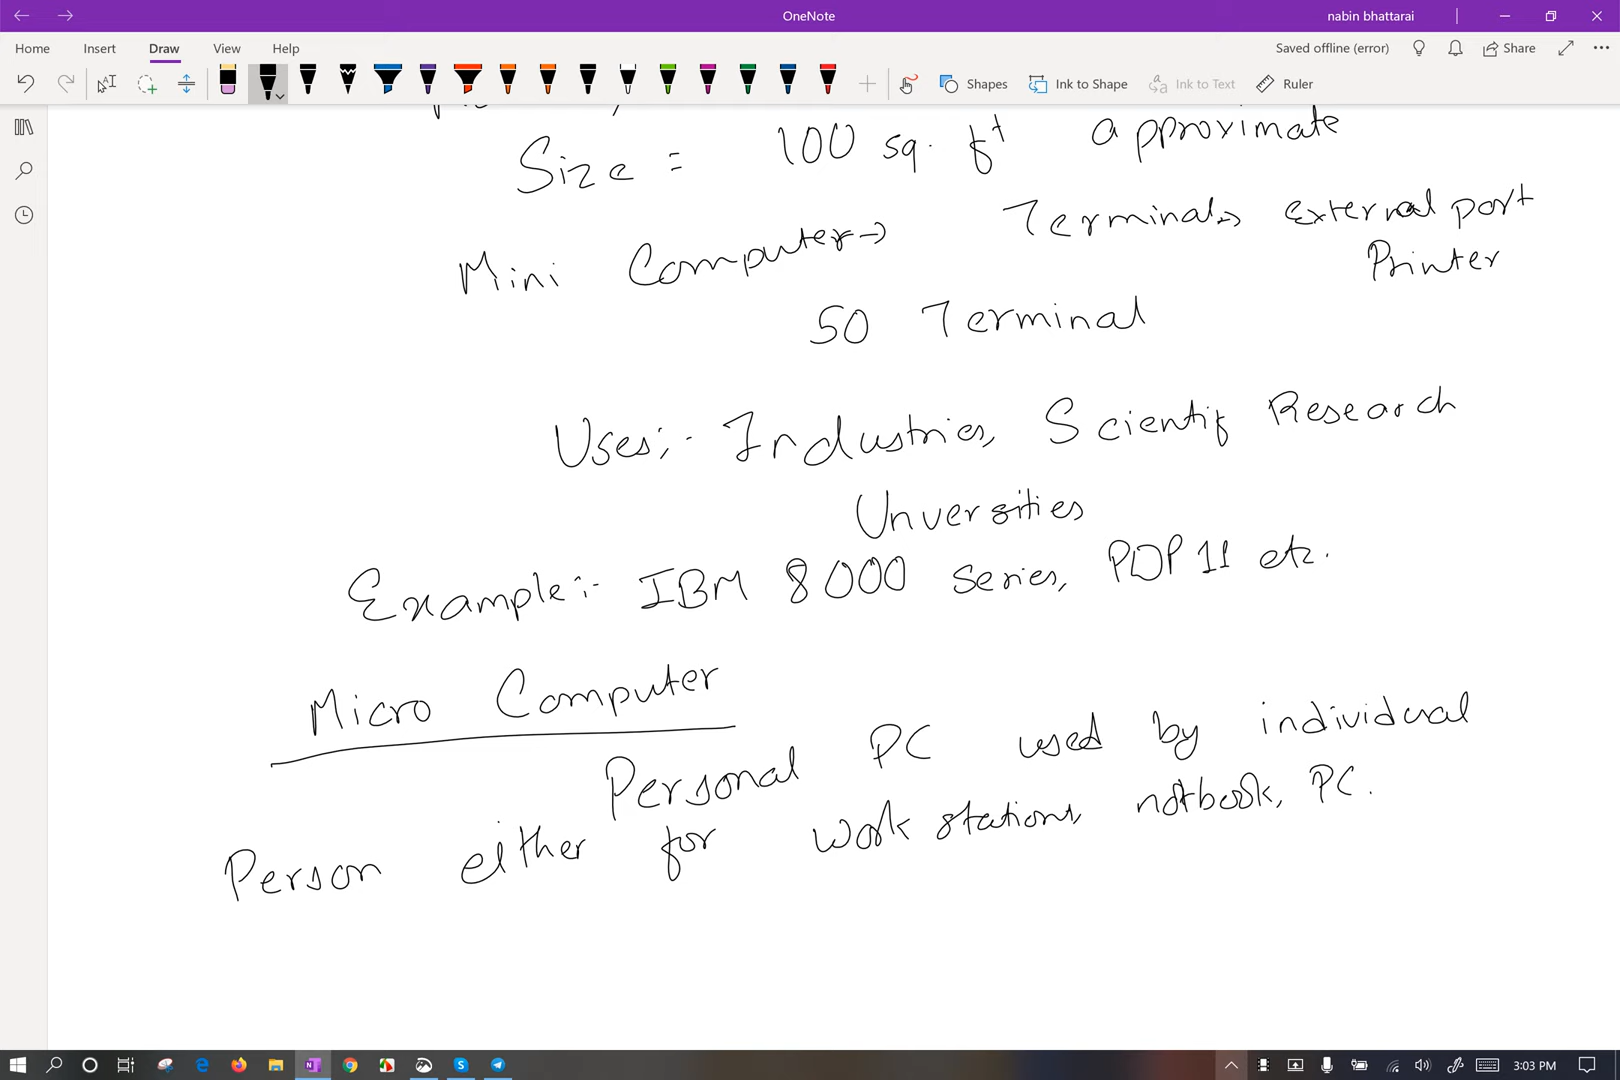 OneNote
nabin bhattarai
Home Insert Draw View Help
Saved offline (error) Share
Shapes Ink to Shape Ink to Text Ruler
Size = 100 sq. ft approximate
Mini Computer→ Terminals→ External port
Printer
50 Terminal
Uses:- Industries, Scientif Research
Unversities
Example:- IBM 8000 series, PDP 11 etc.
Micro Computer
Personal PC used by individual
Person either for work stations, notbook, PC.
3:03 PM